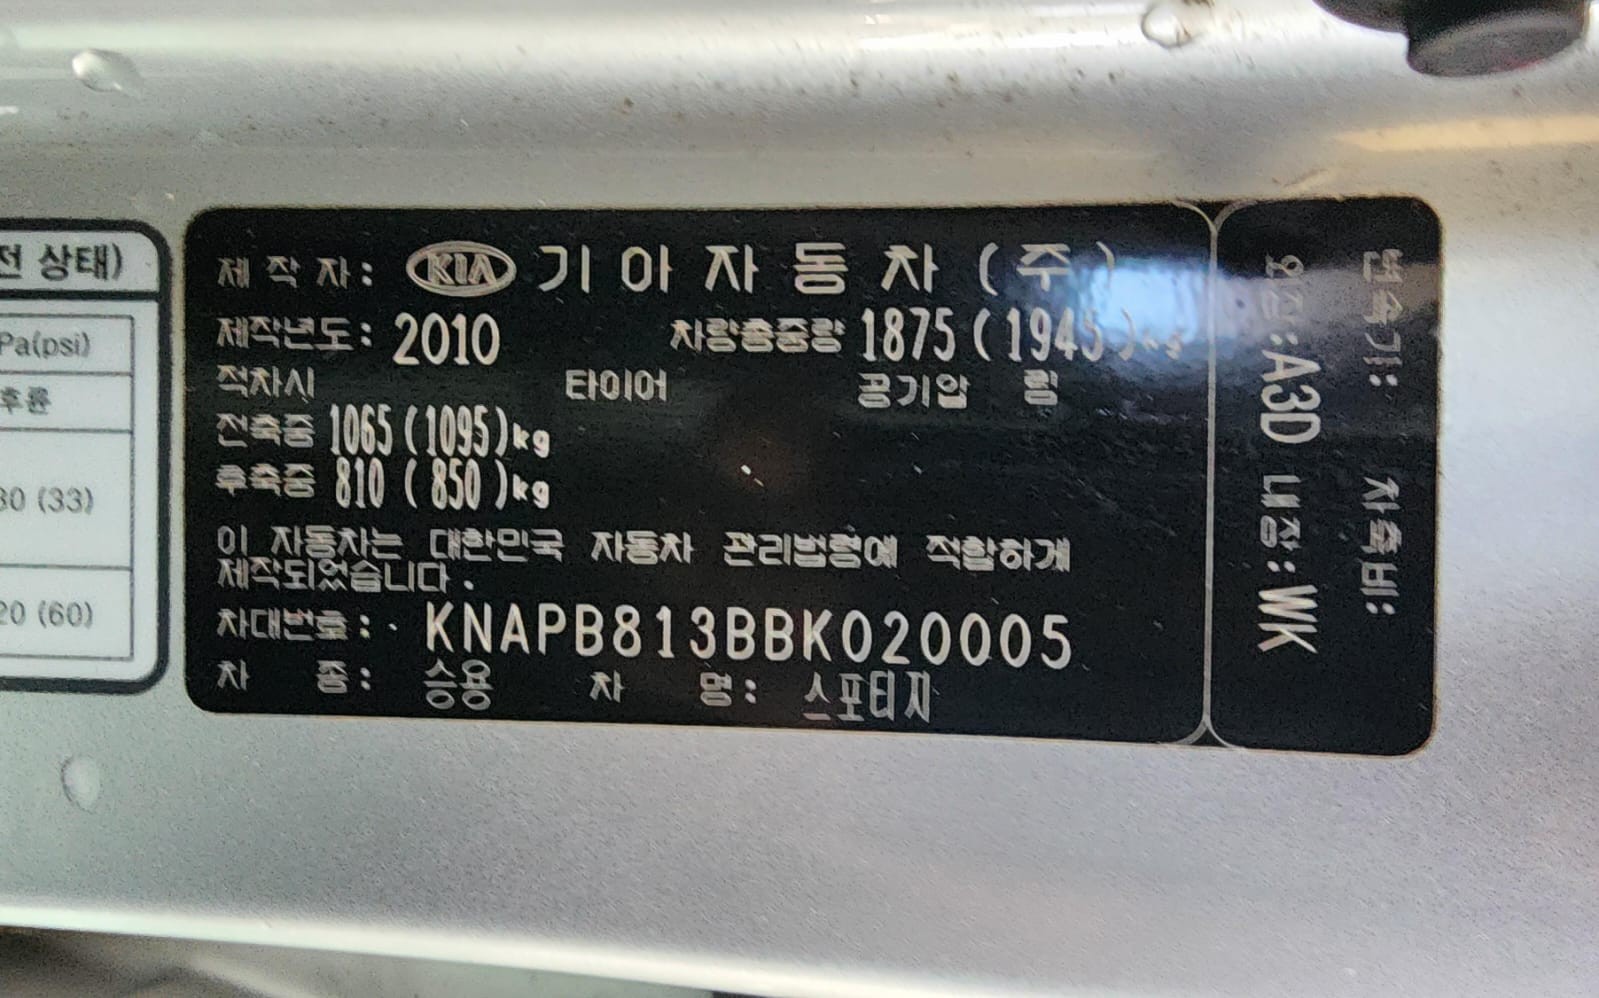 전 상태)
Pa(psi)
후륜
30 (33)
20 (60)
제 작 자 : KIA 기 아 자 동 차 ( 주 )
제작년도 : 2010 차량총중량 1875 ( 1945 ) kg
적차시 타이어 공기압 림
전축중 1065 ( 1095 ) kg
후축중 810 ( 850 ) kg
이 자동차는 대한민국 자동차 관리법령에 적합하게
제작되었습니다 .
차대번호 : KNAPB813BBK020005
차 종 : 승용 차 명 : 스포티지
변속기 : 차축비 :
외장 : A3D 내장 : WK